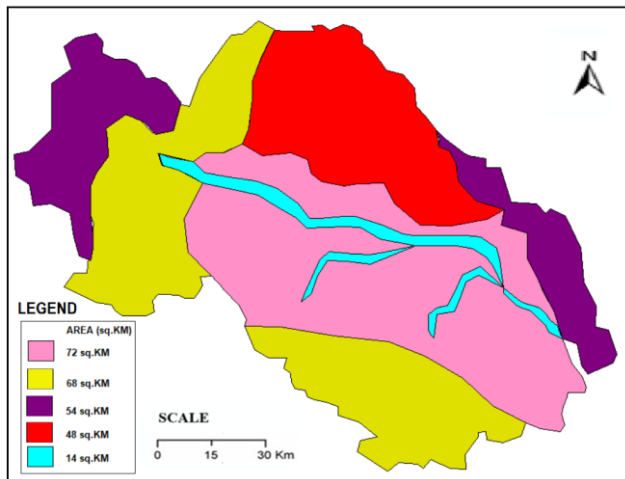 N
LEGEND
AREA (sq.KM)
72 sq.KM
68 sq.KM
54 sq.KM
48 sq.KM
14 sq.KM
SCALE
0 15 30 Km